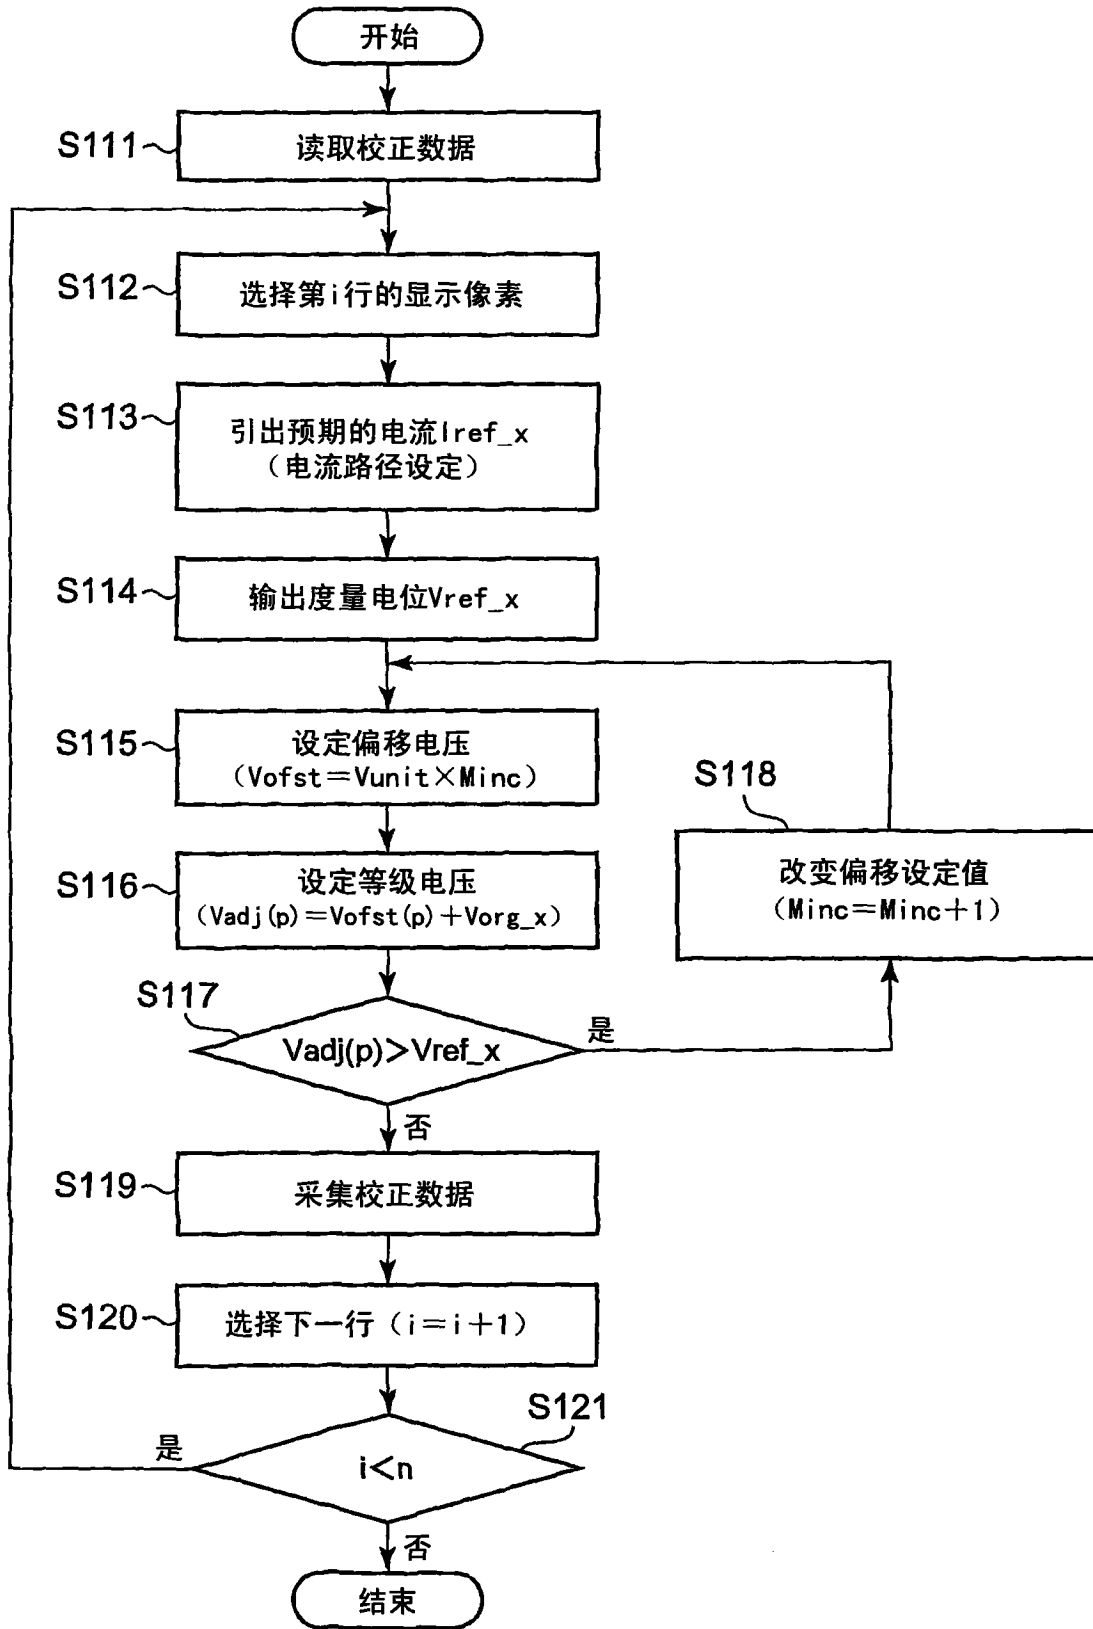 开始
S111
读取校正数据
S112
选择第i行的显示像素
S113
引出预期的电流Iref_x
（电流路径设定）
S114
输出度量电位Vref_x
S115
设定偏移电压
（Vofst＝Vunit×Minc）
S118
改变偏移设定值
（Minc＝Minc＋1）
S116
设定等级电压
（Vadj(p)＝Vofst(p)＋Vorg_x）
S117
Vadj(p)＞Vref_x
是
否
S119
采集校正数据
S120
选择下一行（i＝i＋1）
S121
是
i＜n
否
结束